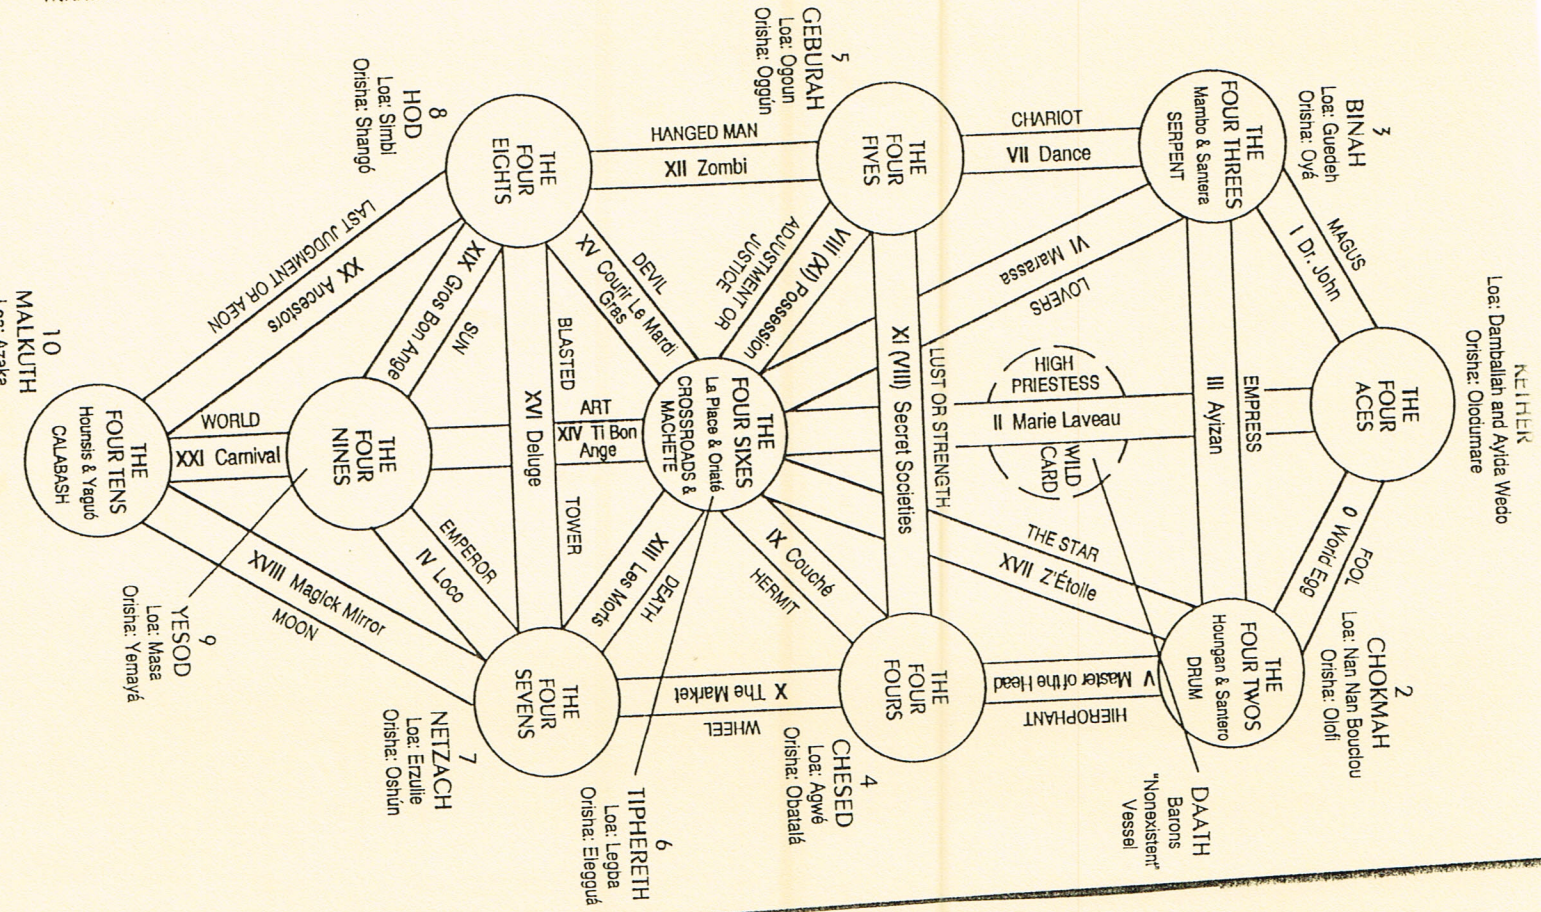 KETHER
Loa: Damballah and Ayida Wedo
Orisha: Olodumare
THE
FOUR
ACES
3
BINAH
Loa: Guedeh
Orisha: Oyá
MAGUS
I Dr. John
FOOL
0 World Egg
2
CHOKMAH
Loa: Nan Nan Bouclou
Orisha: Olofi
THE
FOUR THREES
Mambo & Santera
SERPENT
EMPRESS
III Ayizan
THE
FOUR TWOS
Houngan & Santero
DRUM
CHARIOT
VII Dance
VI Marassa
LOVERS
HIGH
PRIESTESS
II Marie Laveau
WILD
CARD
THE STAR
XVII Z'Étoile
V Master of the Head
HIEROPHANT
DAATH
Barons
"Nonexistent"
Vessel
5
GEBURAH
Loa: Ogoun
Orisha: Oggún
THE
FOUR
FIVES
LUST OR STRENGTH
XI (VIII) Secret Societies
THE
FOUR
FOURS
4
CHESED
Loa: Agwé
Orisha: Obatalá
HANGED MAN
XII Zombi
ADJUSTMENT OR
JUSTICE
VIII (XI) Possession
IX Couché
HERMIT
X The Market
WHEEL
THE
FOUR SIXES
La Place & Oriaté
CROSSROADS &
MACHETE
6
TIPHERETH
Loa: Legba
Orisha: Eleggúa
8
HOD
Loa: Simbi
Orisha: Shangó
THE
FOUR
EIGHTS
DEVIL
XV Courir Le Mardi
Gras
ART
XIV Ti Bon
Ange
XIII Les Morts
DEATH
BLASTED
TOWER
XVI Deluge
THE
FOUR
SEVENS
7
NETZACH
Loa: Erzulie
Orisha: Oshún
LAST JUDGMENT OR AEON
XX Ancestors
SUN
XIX Gros Bon Ange
THE
FOUR
NINES
EMPEROR
IV Loco
XVIII Magick Mirror
MOON
9
YESOD
Loa: Masa
Orisha: Yemayá
WORLD
XXI Carnival
10
MALKUTH
Loa: Azaka
THE
FOUR TENS
Hounsis & Yaguó
CALABASH